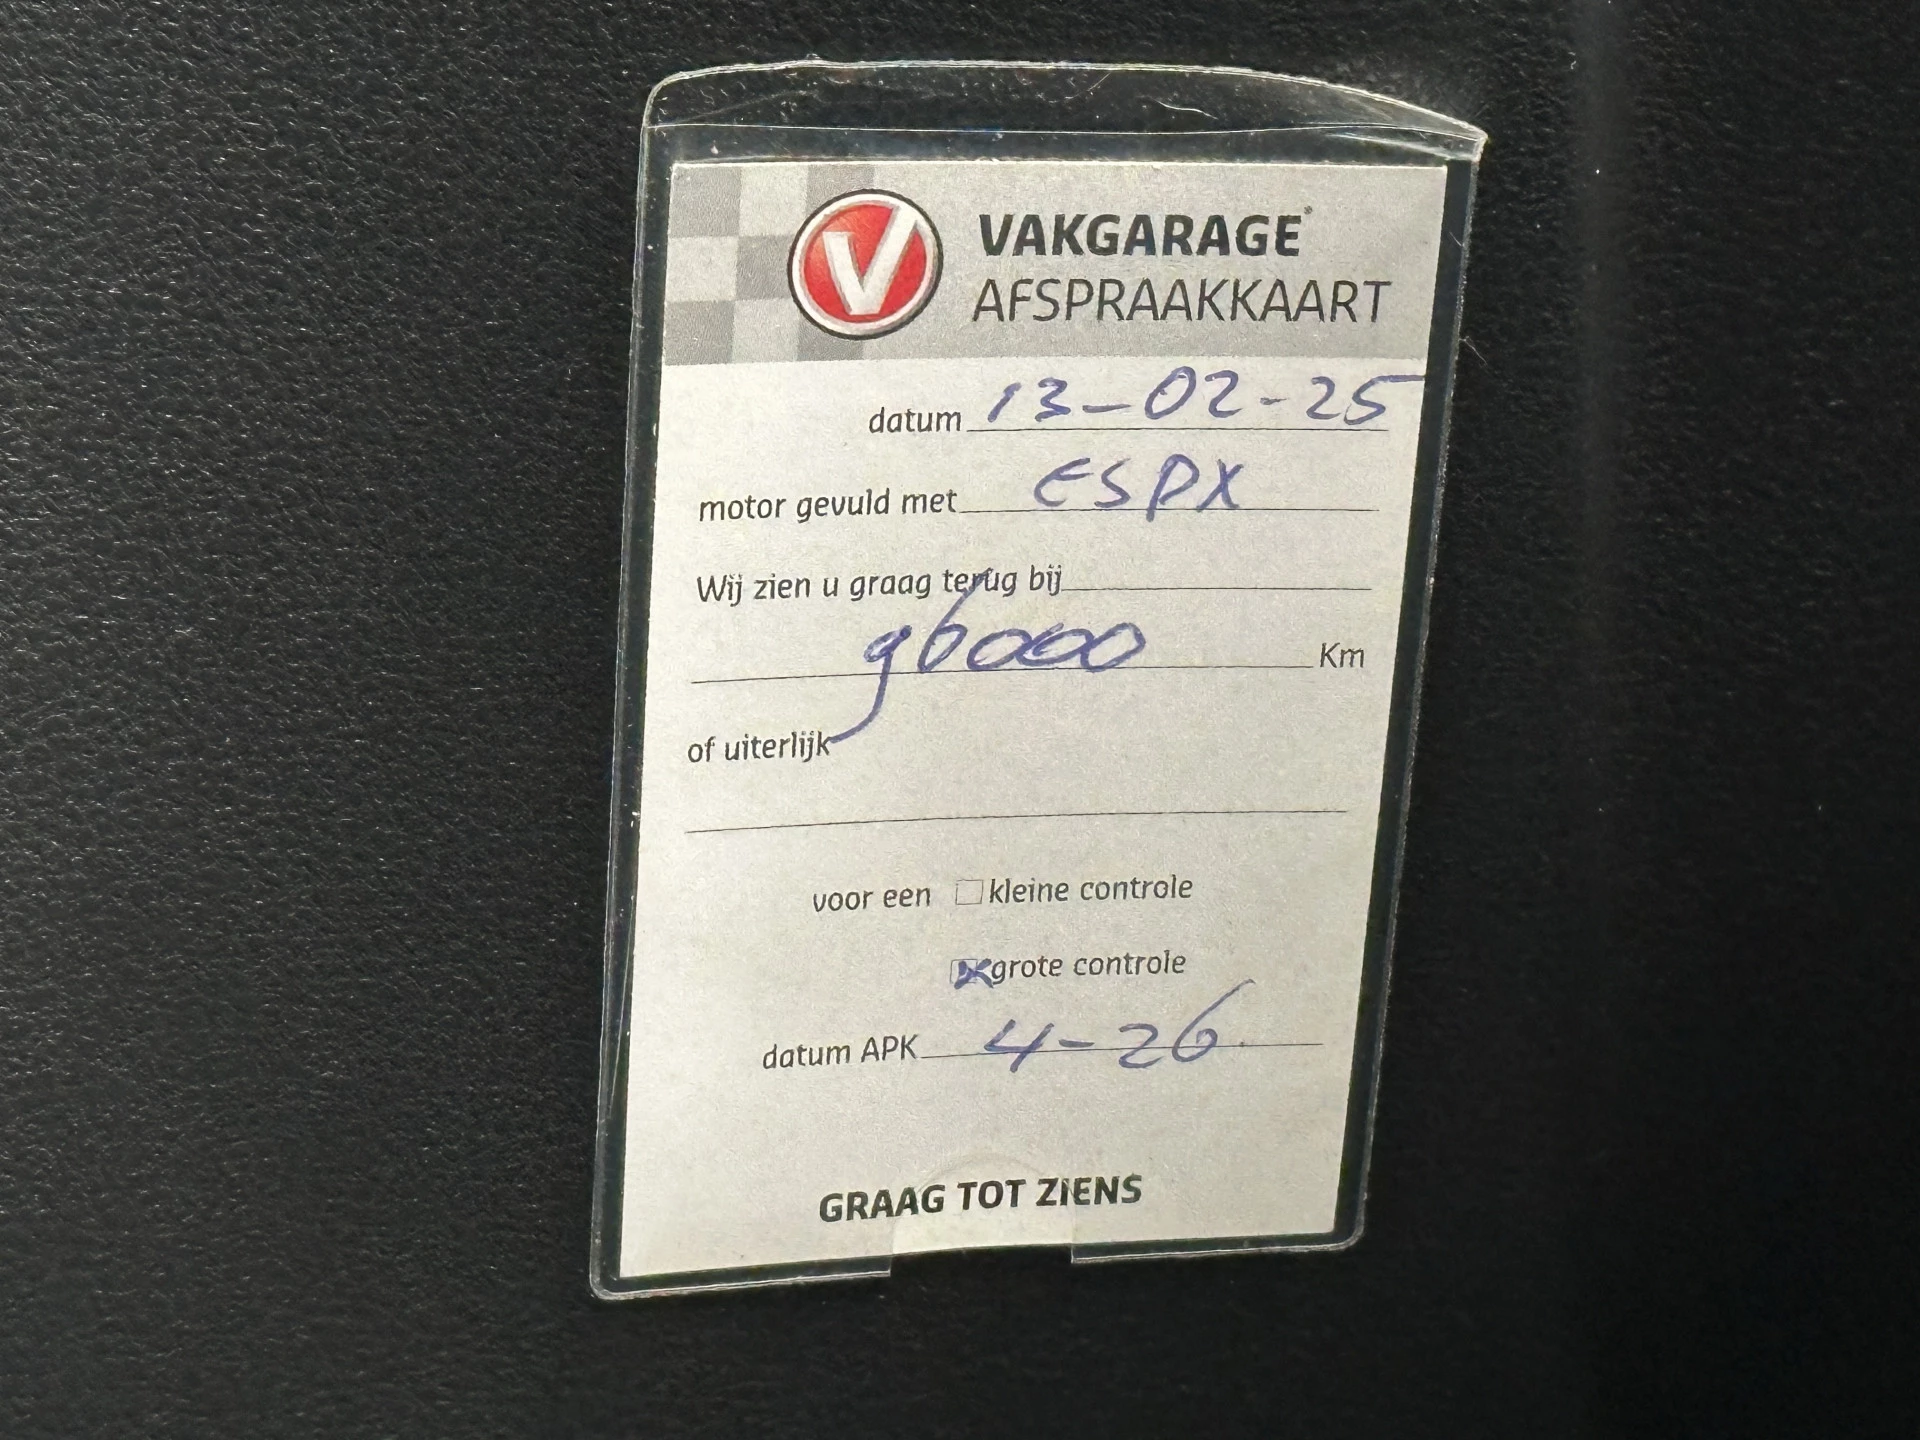 V VAKGARAGE®
AFSPRAAKKAART
datum 13-02-25
motor gevuld met ESPX
Wij zien u graag terug bij
96000 Km
of uiterlijk
voor een kleine controle
grote controle
datum APK 4-26
GRAAG TOT ZIENS